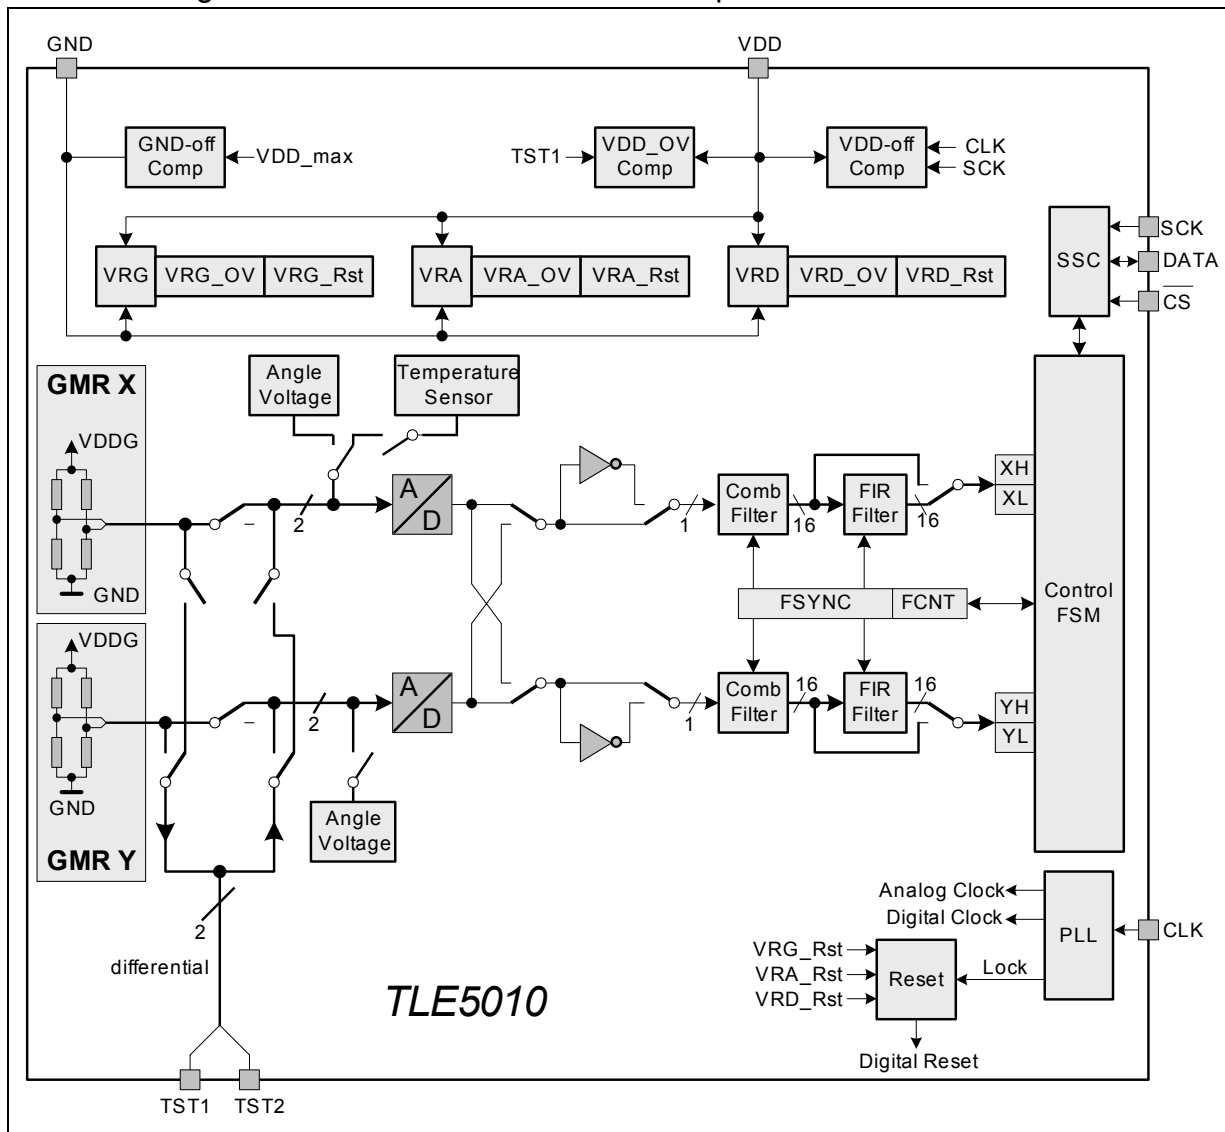 GND
VDD
GND-off
Comp
VDD_max
TST1
VDD_OV
Comp
VDD-off
Comp
CLK
SCK
VRG
VRG_OV
VRG_Rst
VRA
VRA_OV
VRA_Rst
VRD
VRD_OV
VRD_Rst
SSC
SCK
DATA
CS
GMR X
VDDG
GND
Angle
Voltage
Temperature
Sensor
2
A
D
1
Comb
Filter
16
FIR
Filter
16
XH
XL
FSYNC
FCNT
Control
FSM
VDDG
GND
GMR Y
2
A
D
1
Comb
Filter
16
FIR
Filter
16
YH
YL
Angle
Voltage
2
differential
TLE5010
TST1
TST2
Analog Clock
Digital Clock
PLL
CLK
VRG_Rst
VRA_Rst
VRD_Rst
Reset
Lock
Digital Reset